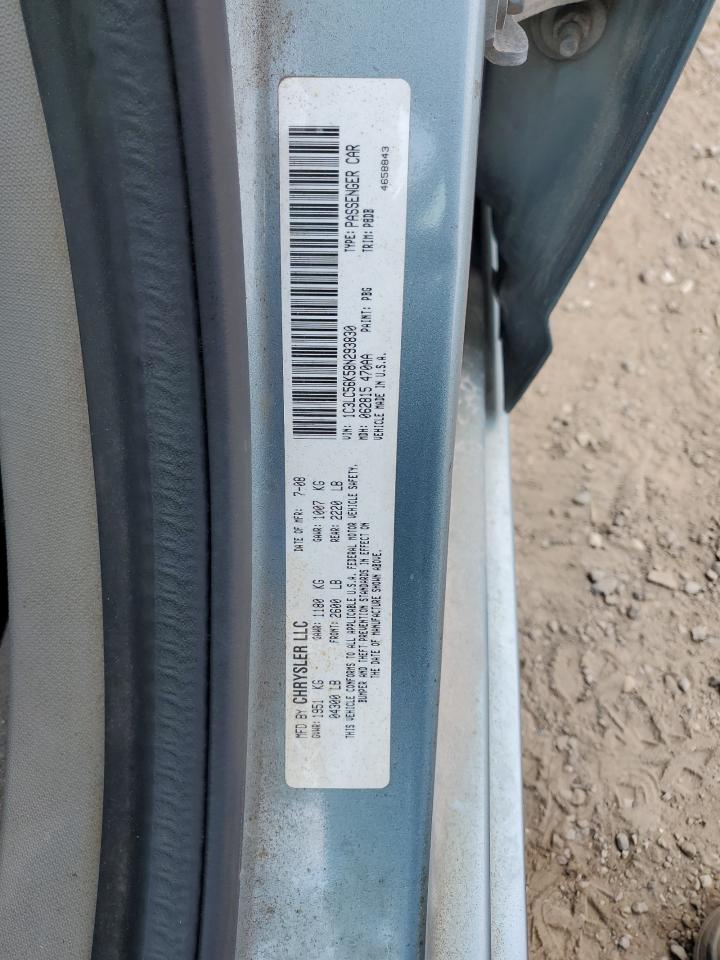 MFD BY CHRYSLER LLC
DATE OF MFR: 7-08
GVWR: 1951 KG
GAWR: 1180 KG
GAWR: 1007 KG
04300 LB
FRONT: 2600 LB
REAR: 2220 LB
THIS VEHICLE CONFORMS TO ALL APPLICABLE U.S.A. FEDERAL MOTOR VEHICLE SAFETY,
BUMPER AND THEFT PREVENTION STANDARDS IN EFFECT ON
THE DATE OF MANUFACTURE SHOWN ABOVE.
VIN: 1C3LC56K58N293830
TYPE: PASSENGER CAR
MDH: 062815 470AA
PAINT: PBG
TRIM: P8DB
VEHICLE MADE IN U.S.A.
4658843